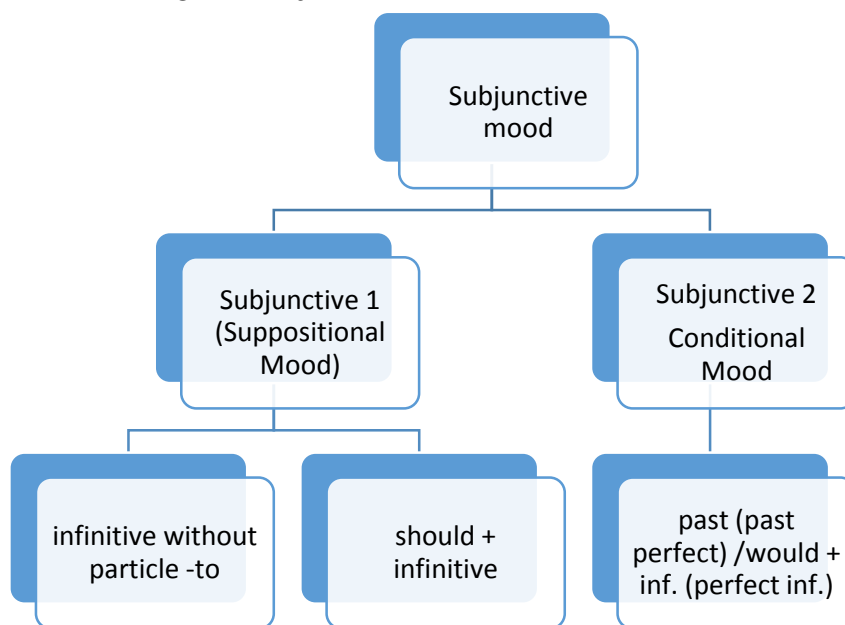 Subjunctive
mood
Subjunctive 1
(Suppositional
Mood)
Subjunctive 2
Conditional
Mood
infinitive without
particle -to
should +
infinitive
past (past
perfect) /would +
inf. (perfect inf.)